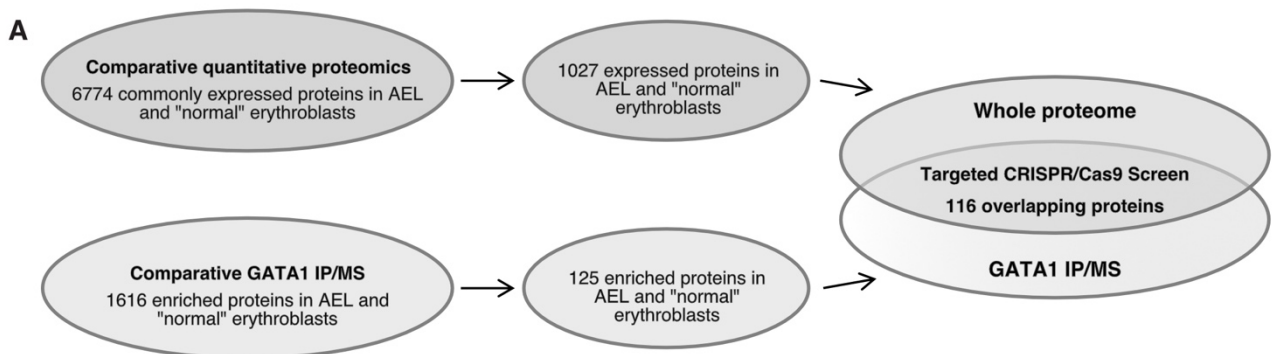 A
Comparative quantitative proteomics
6774 commonly expressed proteins in AEL
and "normal" erythroblasts
1027 expressed proteins in
AEL and "normal"
erythroblasts
Whole proteome
Targeted CRISPR/Cas9 Screen
116 overlapping proteins
GATA1 IP/MS
Comparative GATA1 IP/MS
1616 enriched proteins in AEL and
"normal" erythroblasts
125 enriched proteins in
AEL and "normal"
erythroblasts